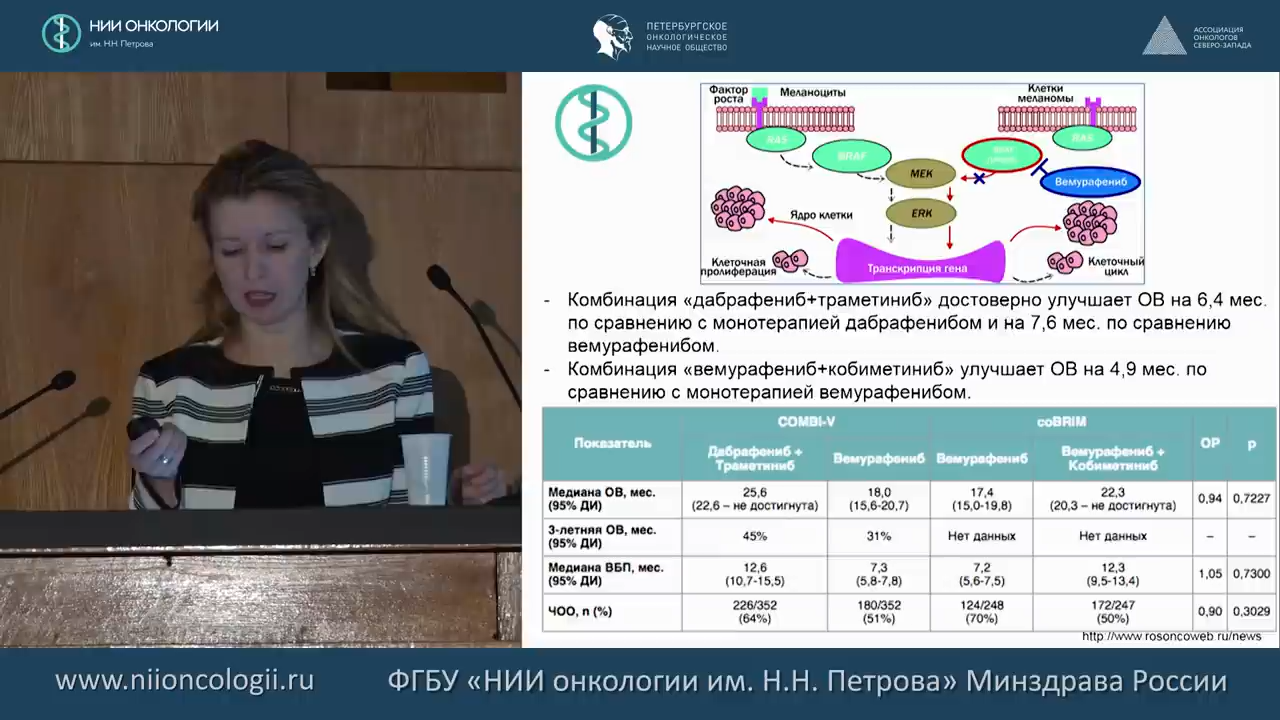 НИИ ОНКОЛОГИИ
им. Н.Н. Петрова
ПЕТЕРБУРГСКОЕ
ОНКОЛОГИЧЕСКОЕ
НАУЧНОЕ ОБЩЕСТВО
АССОЦИАЦИЯ
ОНКОЛОГОВ
СЕВЕРО-ЗАПАДА
Фактор
роста
Меланоциты
Клетки
меланомы
RAS
BRAF
MEK
ERK
RAS
Вемурафениб
Ядро клетки
Клеточная
пролиферация
Транскрипция гена
Клеточный
цикл
- Комбинация «дабрафениб+траметиниб» достоверно улучшает ОВ на 6,4 мес.
по сравнению с монотерапией дабрафенибом и на 7,6 мес. по сравнению
вемурафенибом.
- Комбинация «вемурафениб+кобиметиниб» улучшает ОВ на 4,9 мес. по
сравнению с монотерапией вемурафенибом.
Показатель COMBI-V coBRIM ОР p
Дабрафениб + Траметиниб Вемурафениб Вемурафениб Вемурафениб + Кобиметиниб
Медиана ОВ, мес. 25,6 18,0 17,4 22,3 0,94 0,7227
(95% ДИ) (22,6 – не достигнута) (15,6-20,7) (15,0-19,8) (20,3 – не достигнута)
3-летняя ОВ, мес. 45% 31% Нет данных Нет данных – –
(95% ДИ)
Медиана ВБП, мес. 12,6 7,3 7,2 12,3 1,05 0,7300
(95% ДИ) (10,7-15,5) (5,8-7,8) (5,6-7,5) (9,5-13,4)
ЧОО, n (%) 226/352 180/352 124/248 172/247 0,90 0,3029
(64%) (51%) (70%) (50%)
http://www.rosoncoweb.ru/news
www.niioncologii.ru
ФГБУ «НИИ онкологии им. Н.Н. Петрова» Минздрава России